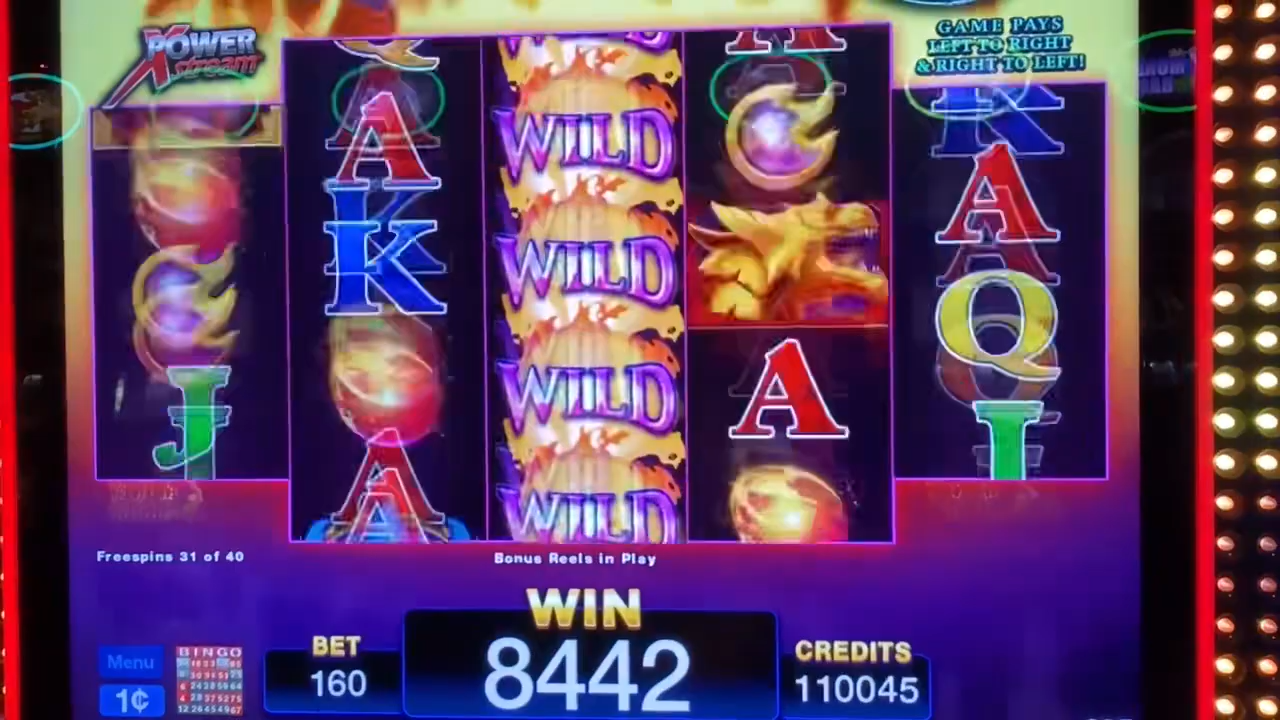 POWER
Xstream
GAME PAYS
LEFT TO RIGHT
& RIGHT TO LEFT!
Q
A
K
A
WILD
WILD
WILD
WILD
WILD
A
A
K
A
Q
J
J
Freespins 31 of 40
Bonus Reels in Play
WIN
8442
BET
160
CREDITS
110045
Menu
1¢
BINGO